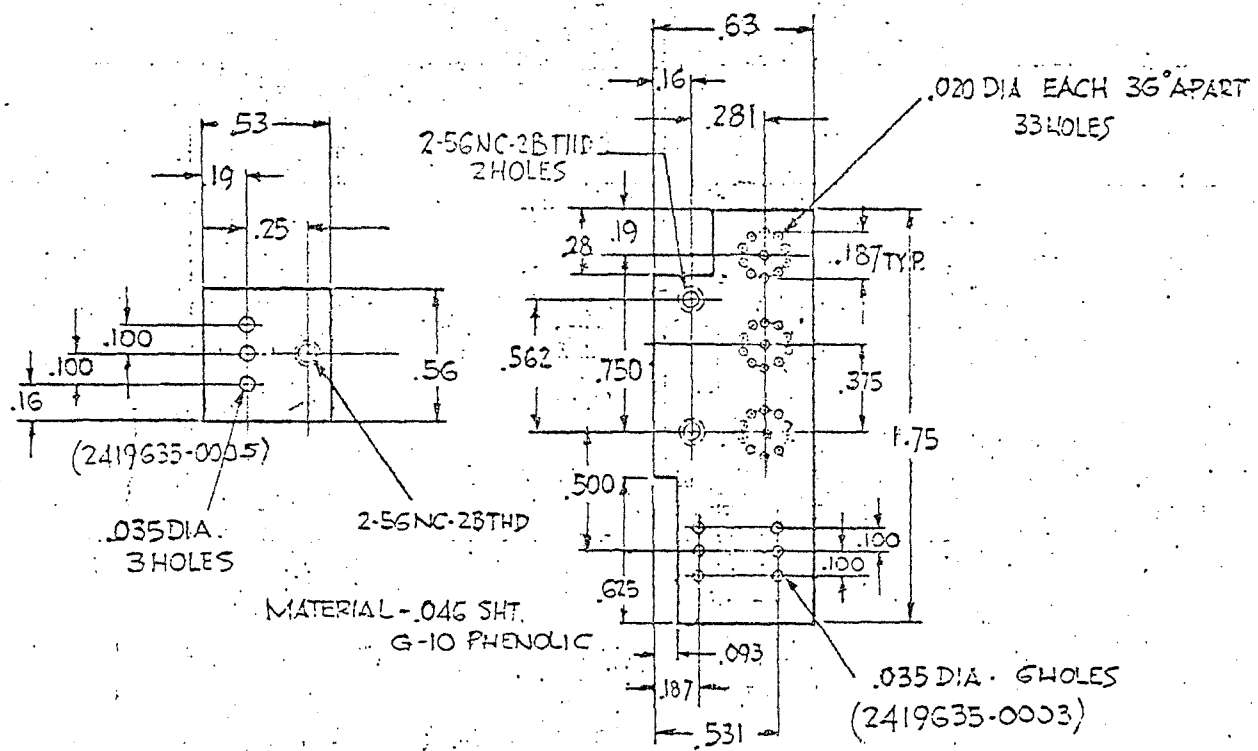 .63
.16
.281
.020 DIA EACH 36° APART
33 HOLES
2-56NC-2BTHD
2 HOLES
.53
.19
.25
.28
.19
.187 TYP.
.100
.100
.16
.56
.562
.750
.375
1.75
(2419635-0005)
.500
.035 DIA.
3 HOLES
2-56NC-2BTHD
.100
.100
.625
MATERIAL-.046 SHT.
G-10 PHENOLIC
.093
.187
.035 DIA. 6 HOLES
(2419635-0003)
.531